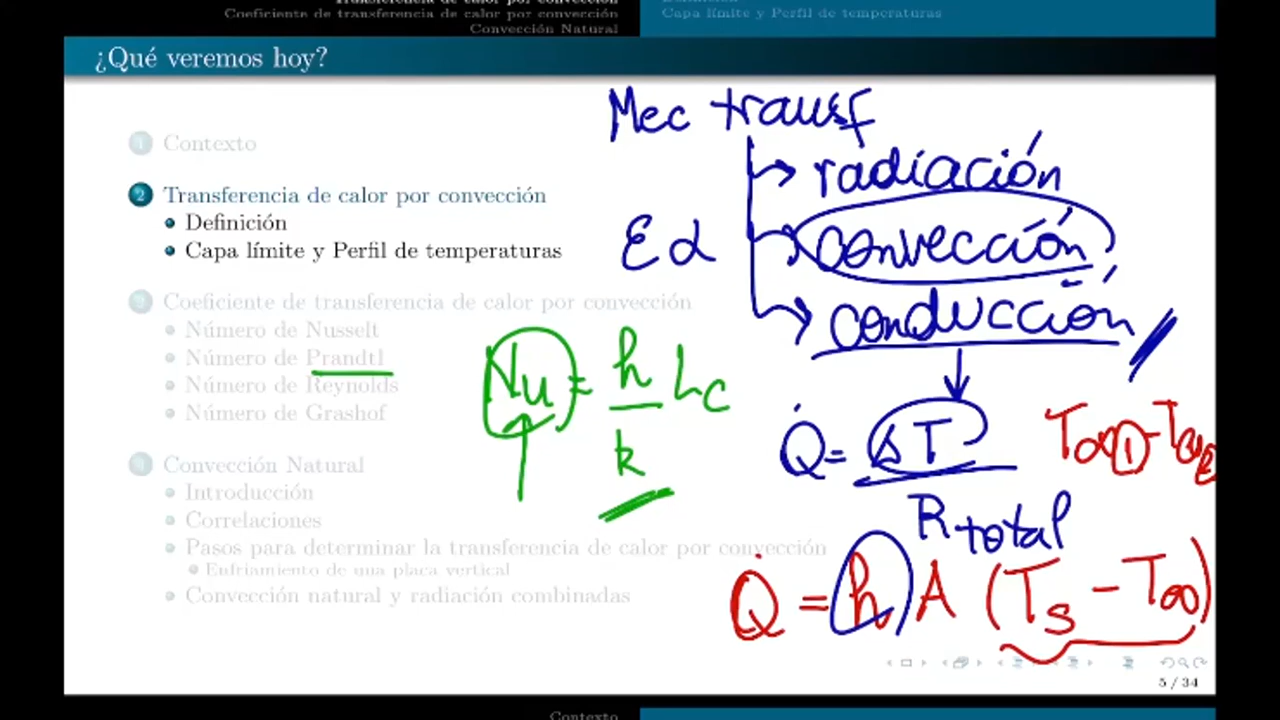 Transferencia de calor por convección
Coeficiente de transferencia de calor por convección
Convección Natural
Definición
Capa límite y Perfil de temperaturas
¿Qué veremos hoy?
1 Contexto
2 Transferencia de calor por convección
Definición
Capa límite y Perfil de temperaturas
3 Coeficiente de transferencia de calor por convección
Número de Nusselt
Número de Prandtl
Número de Reynolds
Número de Grashof
4 Convección Natural
Introducción
Correlaciones
Pasos para determinar la transferencia de calor por convección
Enfriamiento de una placa vertical
Convección natural y radiación combinadas
Mec transf
radiación
Ed convección
conducción
Nu = h/k Lc
Q̇ = ΔT / Rtotal
T∞1 - T∞2
Q̇ = h A (Ts - T∞)
5 / 34
Contexto